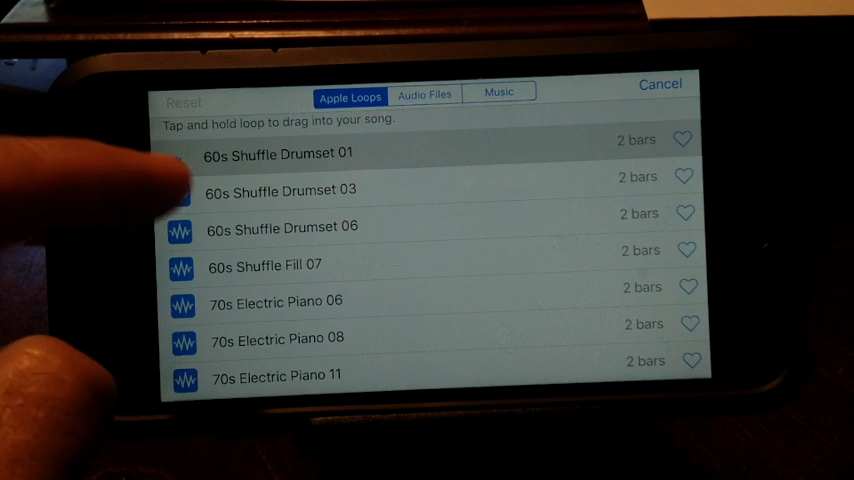 Reset Apple Loops Audio Files Music Cancel
Tap and hold loop to drag into your song.
60s Shuffle Drumset 01 2 bars
60s Shuffle Drumset 03 2 bars
60s Shuffle Drumset 06 2 bars
60s Shuffle Fill 07 2 bars
70s Electric Piano 06 2 bars
70s Electric Piano 08 2 bars
70s Electric Piano 11 2 bars